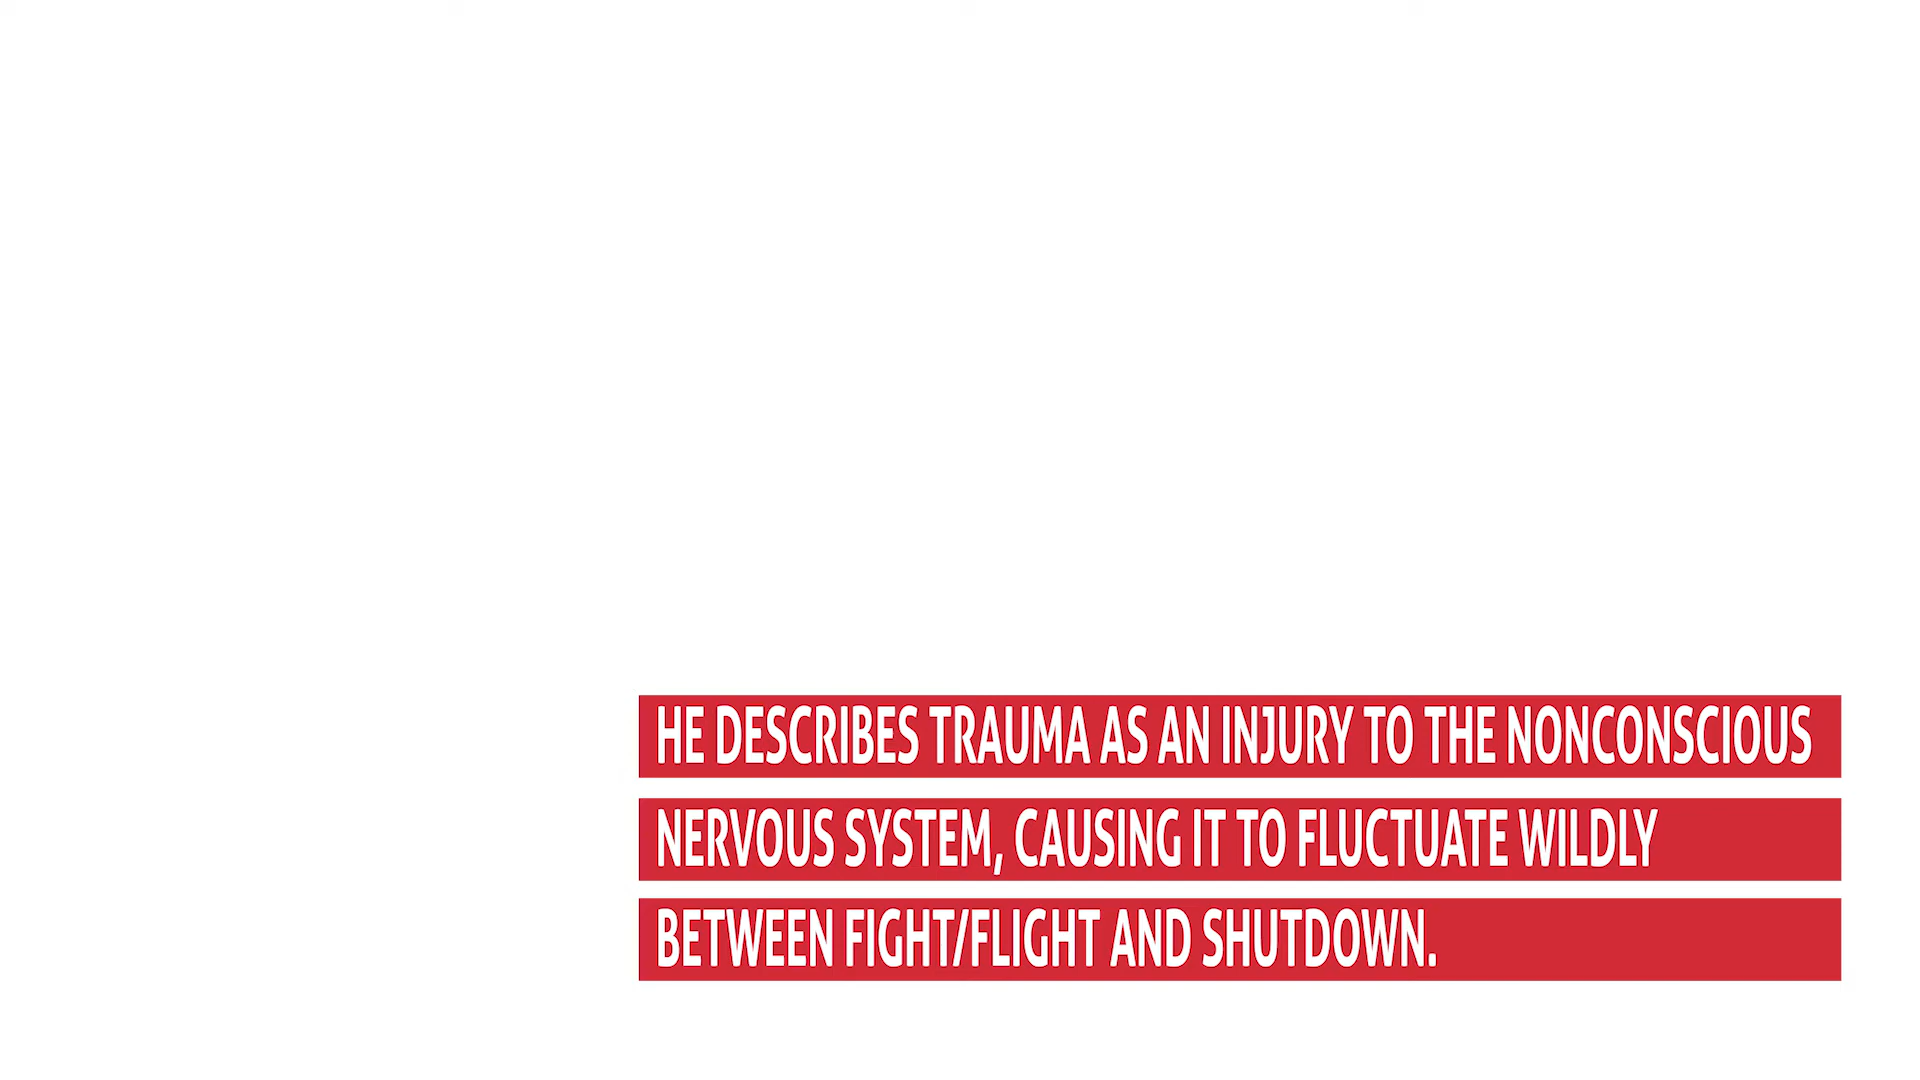 HE DESCRIBES TRAUMA AS AN INJURY TO THE NONCONSCIOUS
NERVOUS SYSTEM, CAUSING IT TO FLUCTUATE WILDLY
BETWEEN FIGHT/FLIGHT AND SHUTDOWN.